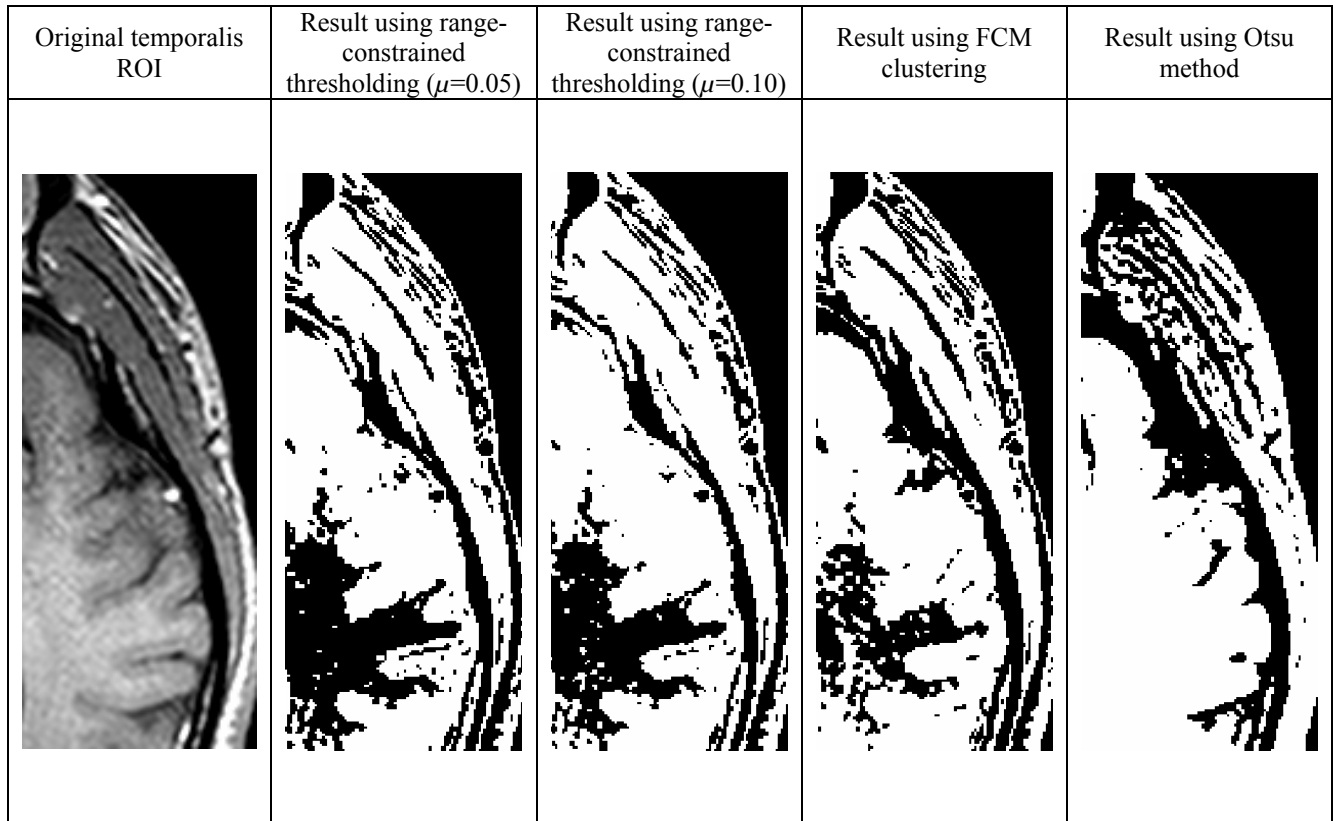 Original temporalis
ROI
Result using range-
constrained
thresholding (µ=0.05)
Result using range-
constrained
thresholding (µ=0.10)
Result using FCM
clustering
Result using Otsu
method